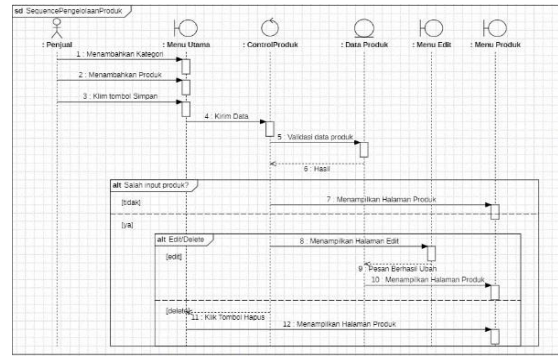 sd SequencePengelolaanProduk
: Penjual
: Menu Utama
: ControlProduk
: Data Produk
: Menu Edit
: Menu Produk
1 : Menambahkan Kategori
2 : Menambahkan Produk
3 : Klim tombol Simpan
4 : Kirim Data
5 : Validasi data produk
6 : Hasil
alt Salah input produk?
[tidak]
7 : Menampilkan Halaman Produk
[ya]
alt Edit/Delete
8 : Menampilkan Halaman Edit
[edit]
9 : Pesan Berhasil Ubah
10 : Menampilkan Halaman Produk
[delete]
11 : Klik Tombol Hapus
12 : Menampilkan Halaman Produk